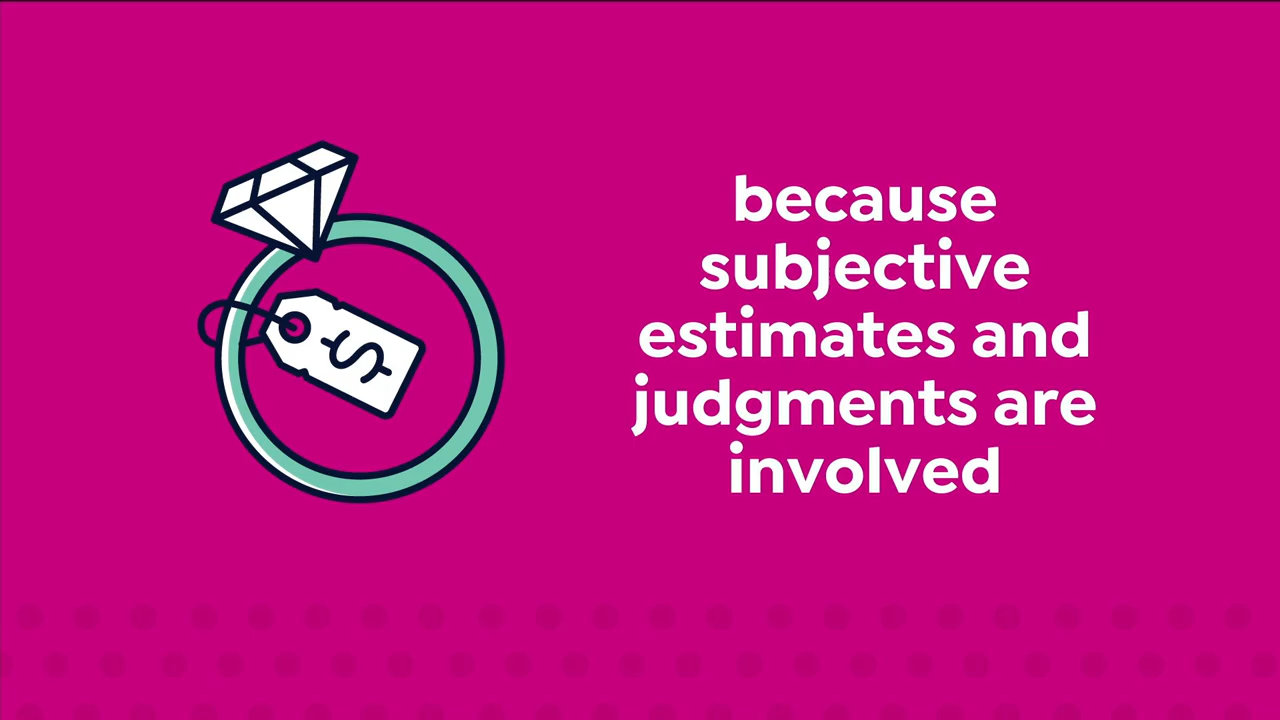 $
because
subjective
estimates and
judgments are
involved